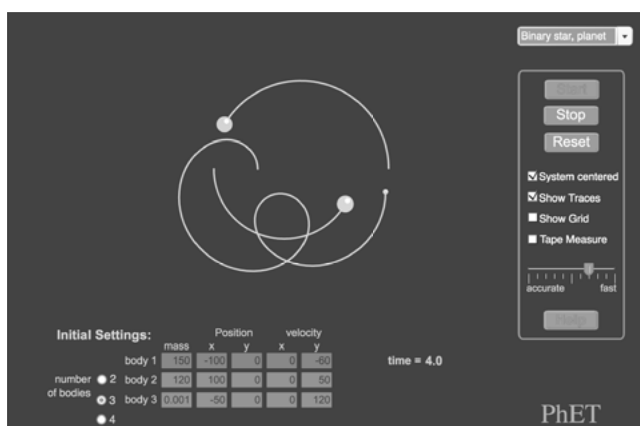 Binary star, planet
Start
Stop
Reset
System centered
Show Traces
Show Grid
Tape Measure
accurate fast
Help
Initial Settings: Position velocity
mass x y x y
body 1 150 -100 0 0 -60
number of bodies
2 body 2 120 100 0 0 50
3 body 3 0.001 -50 0 0 120
4
time = 4.0
PhET